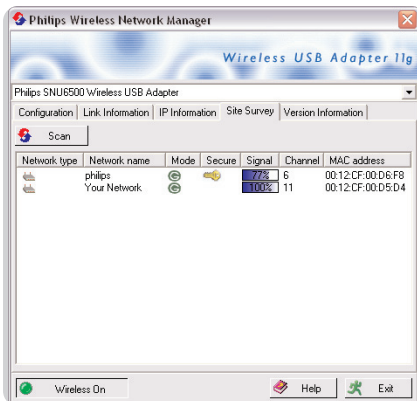 Philips Wireless Network Manager
Wireless USB Adapter 11g
Philips SNU6500 Wireless USB Adapter
Configuration Link Information IP Information Site Survey Version Information
Scan
Network type Network name Mode Secure Signal Channel MAC address
philips G 77% 6 00:12:CF:00:D6:F8
Your Network G 100% 11 00:12:CF:00:D5:D4
Wireless On Help Exit